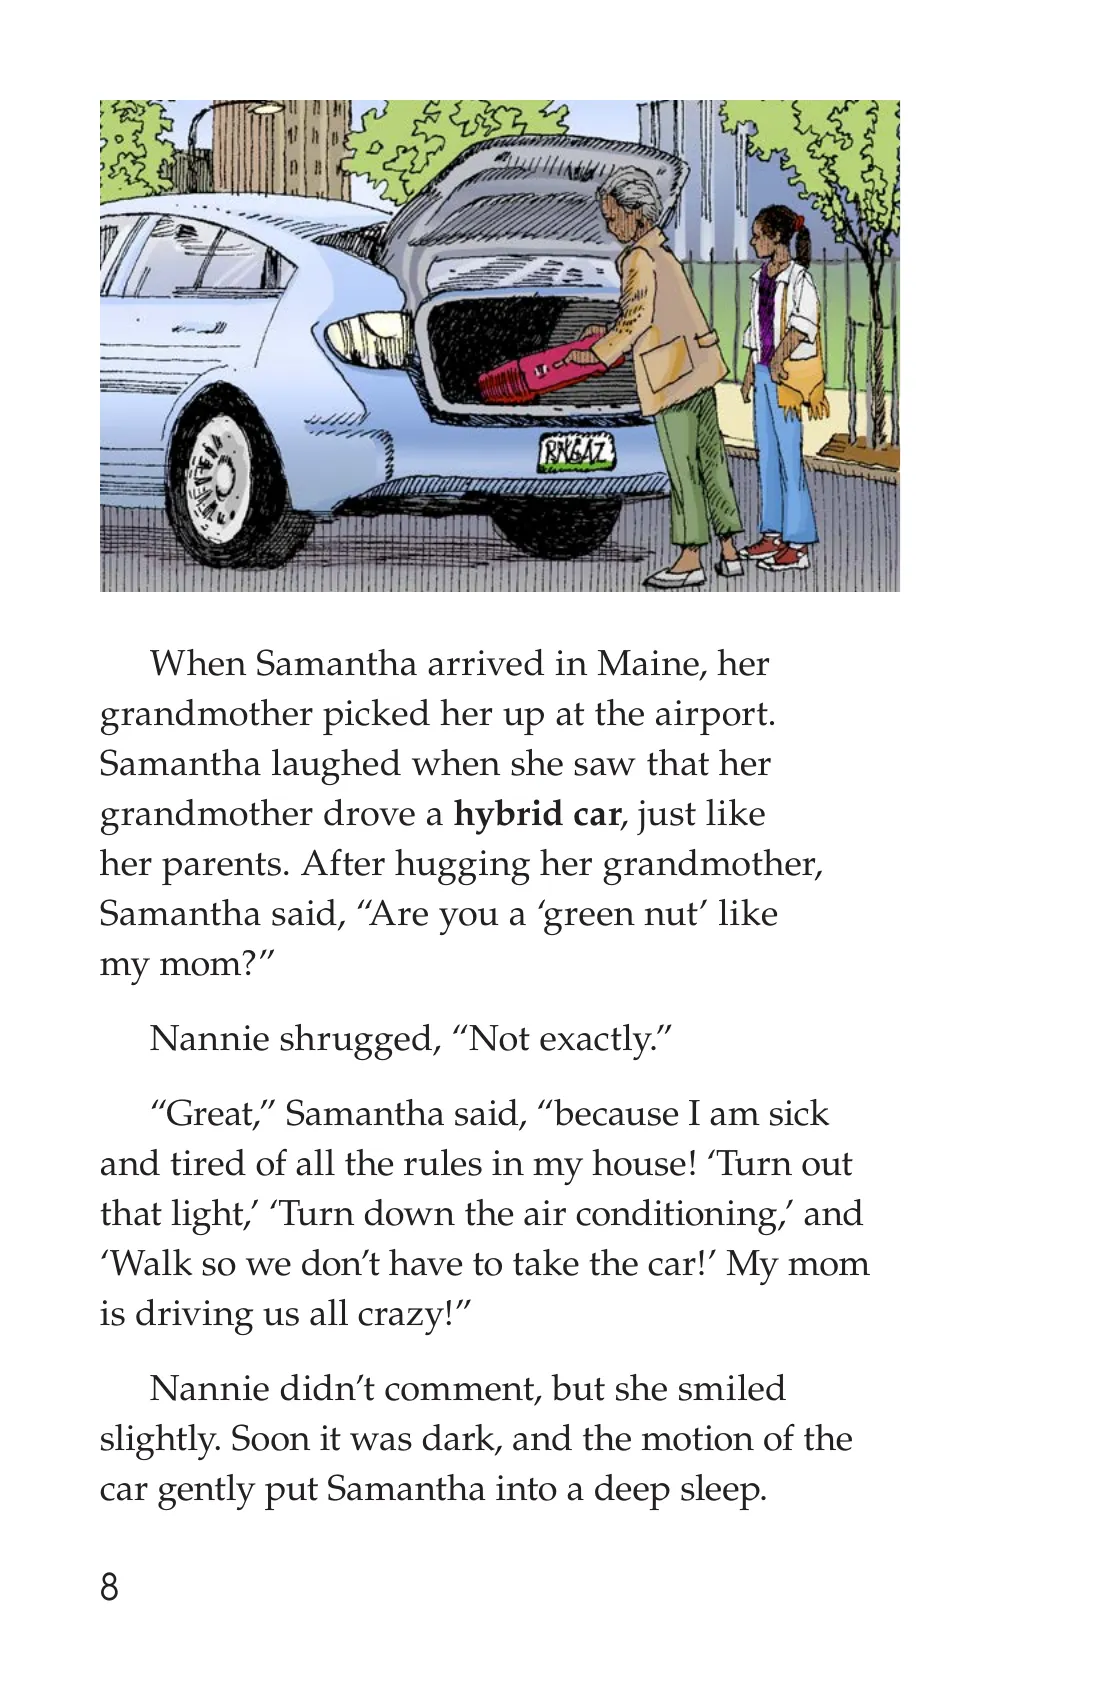 When Samantha arrived in Maine, her
grandmother picked her up at the airport.
Samantha laughed when she saw that her
grandmother drove a hybrid car, just like
her parents. After hugging her grandmother,
Samantha said, “Are you a ‘green nut’ like
my mom?”
Nannie shrugged, “Not exactly.”
“Great,” Samantha said, “because I am sick
and tired of all the rules in my house! ‘Turn out
that light,’ ‘Turn down the air conditioning,’ and
‘Walk so we don’t have to take the car!’ My mom
is driving us all crazy!”
Nannie didn’t comment, but she smiled
slightly. Soon it was dark, and the motion of the
car gently put Samantha into a deep sleep.
8